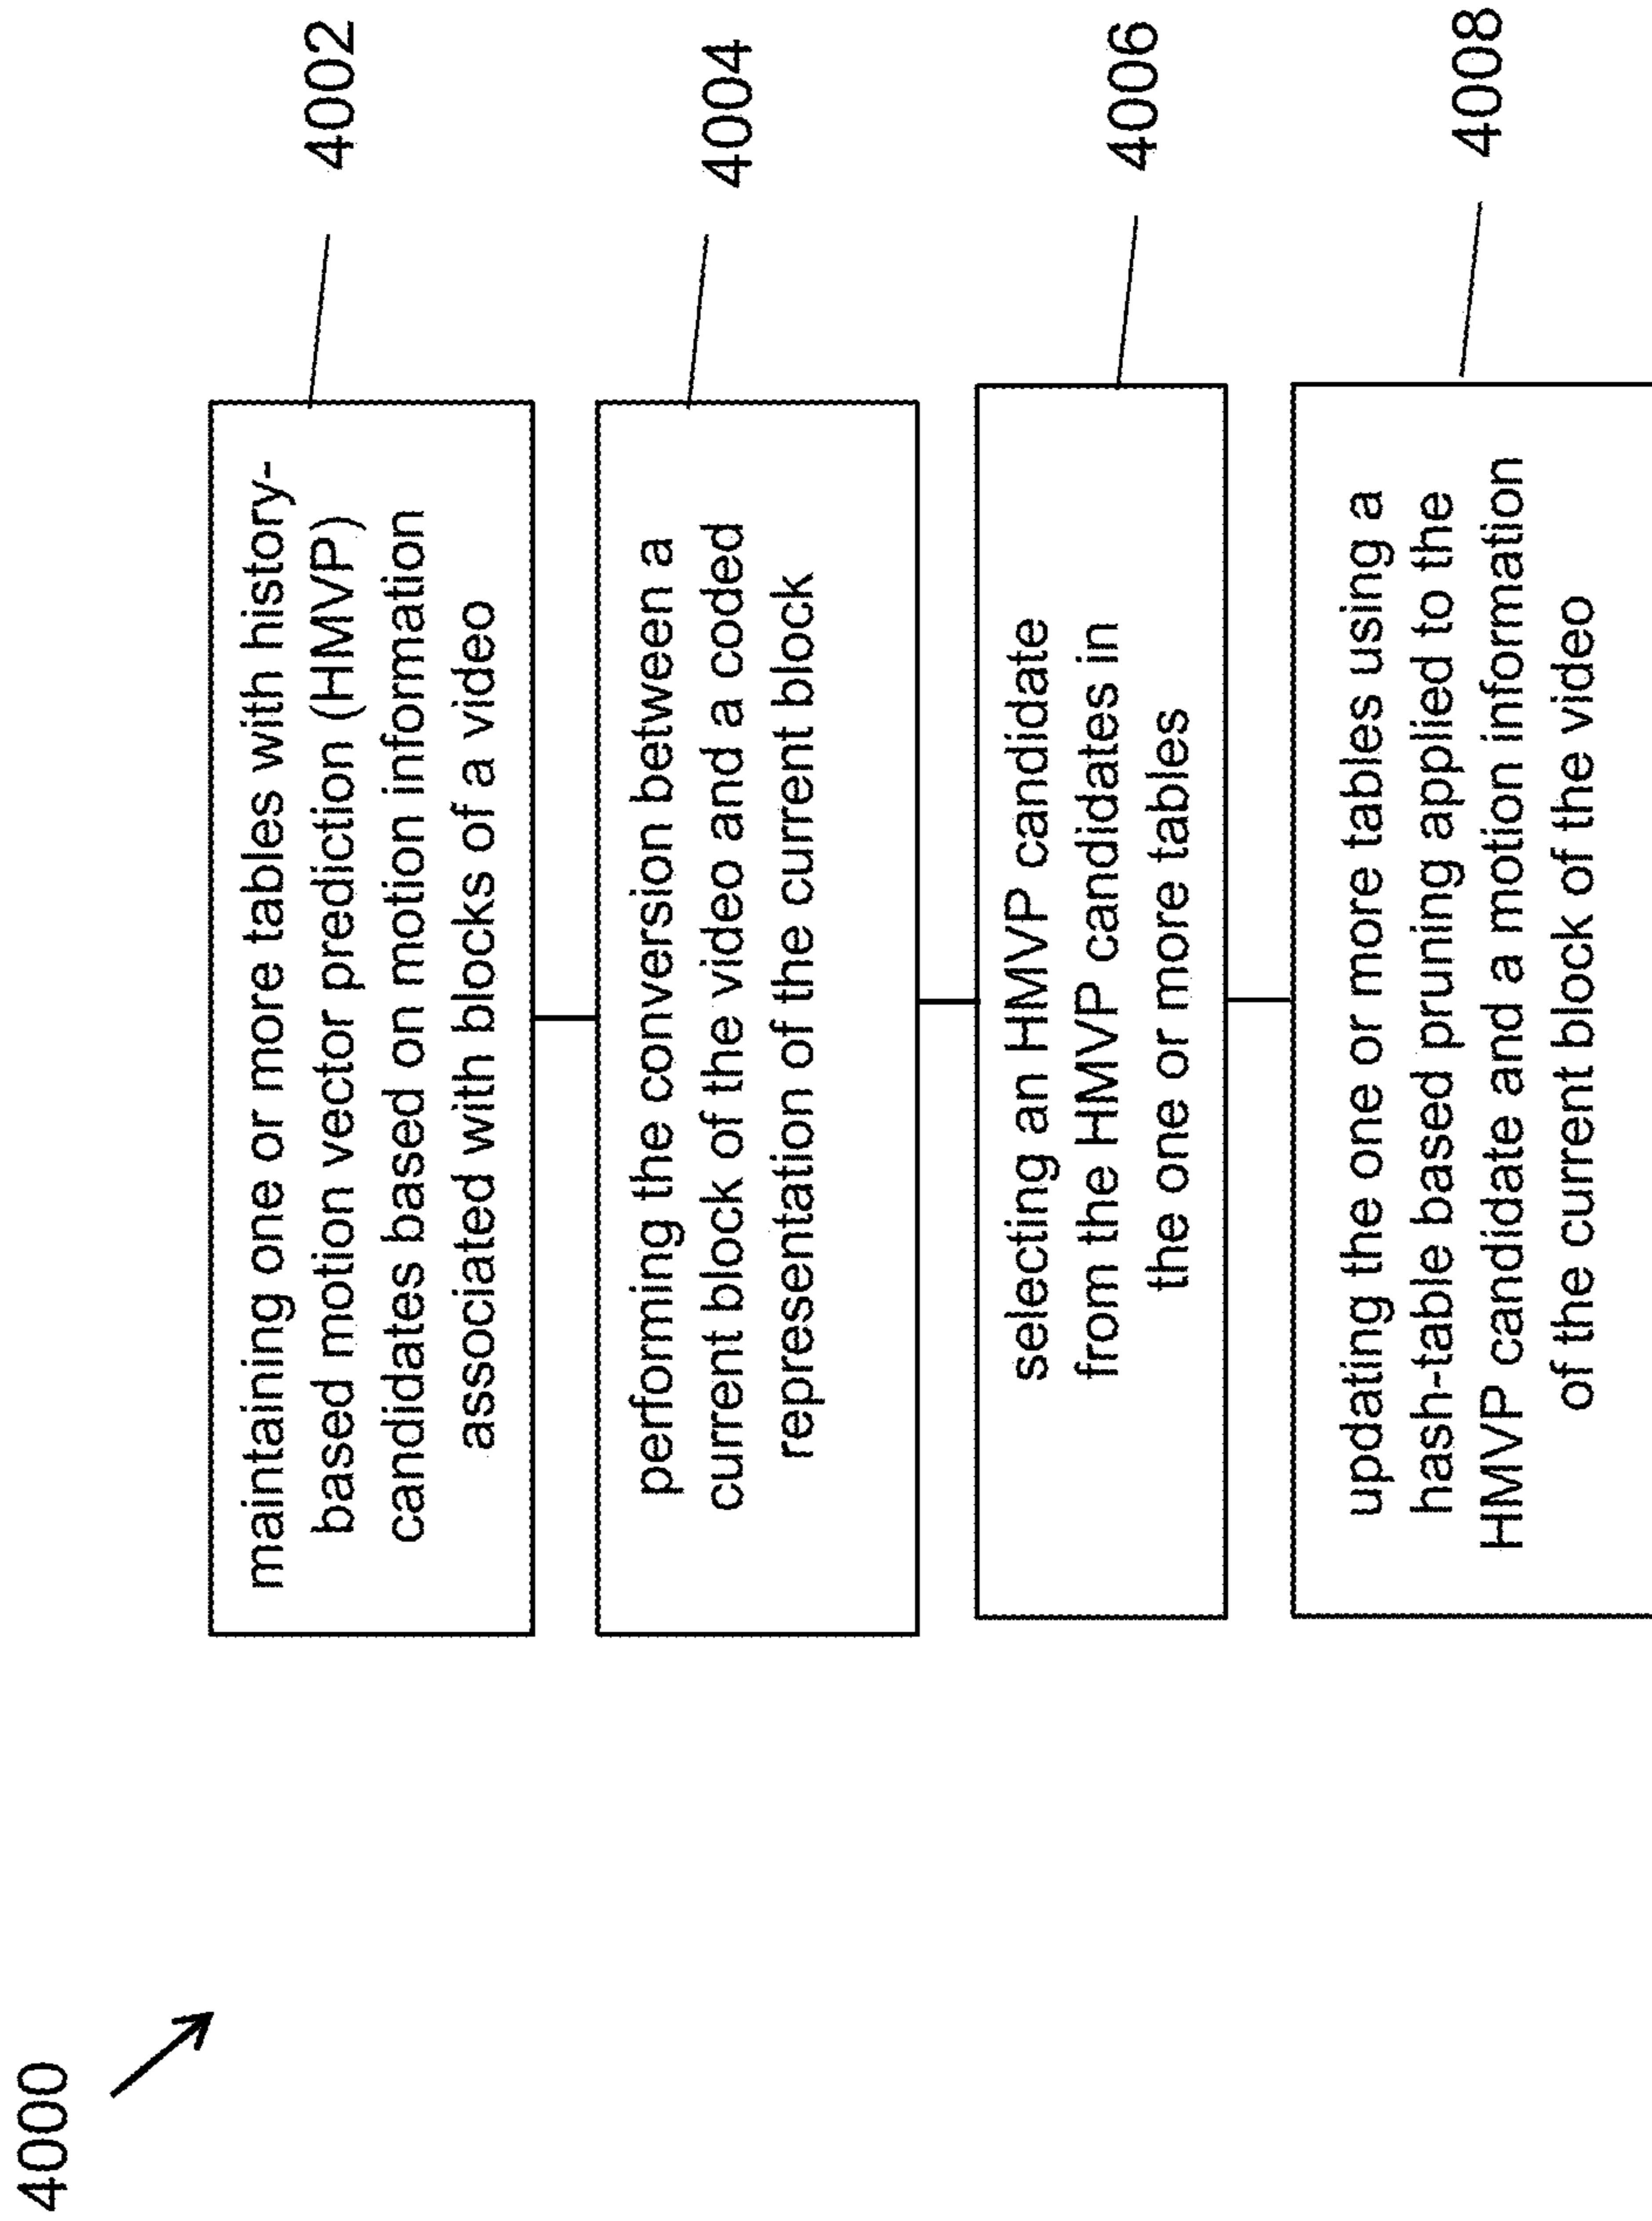 4000
maintaining one or more tables with history-
based motion vector prediction (HMVP)
candidates based on motion information
associated with blocks of a video
4002
performing the conversion between a
current block of the video and a coded
representation of the current block
4004
selecting an HMVP candidate
from the HMVP candidates in
the one or more tables
4006
updating the one or more tables using a
hash-table based pruning applied to the
HMVP candidate and a motion information
of the current block of the video
4008